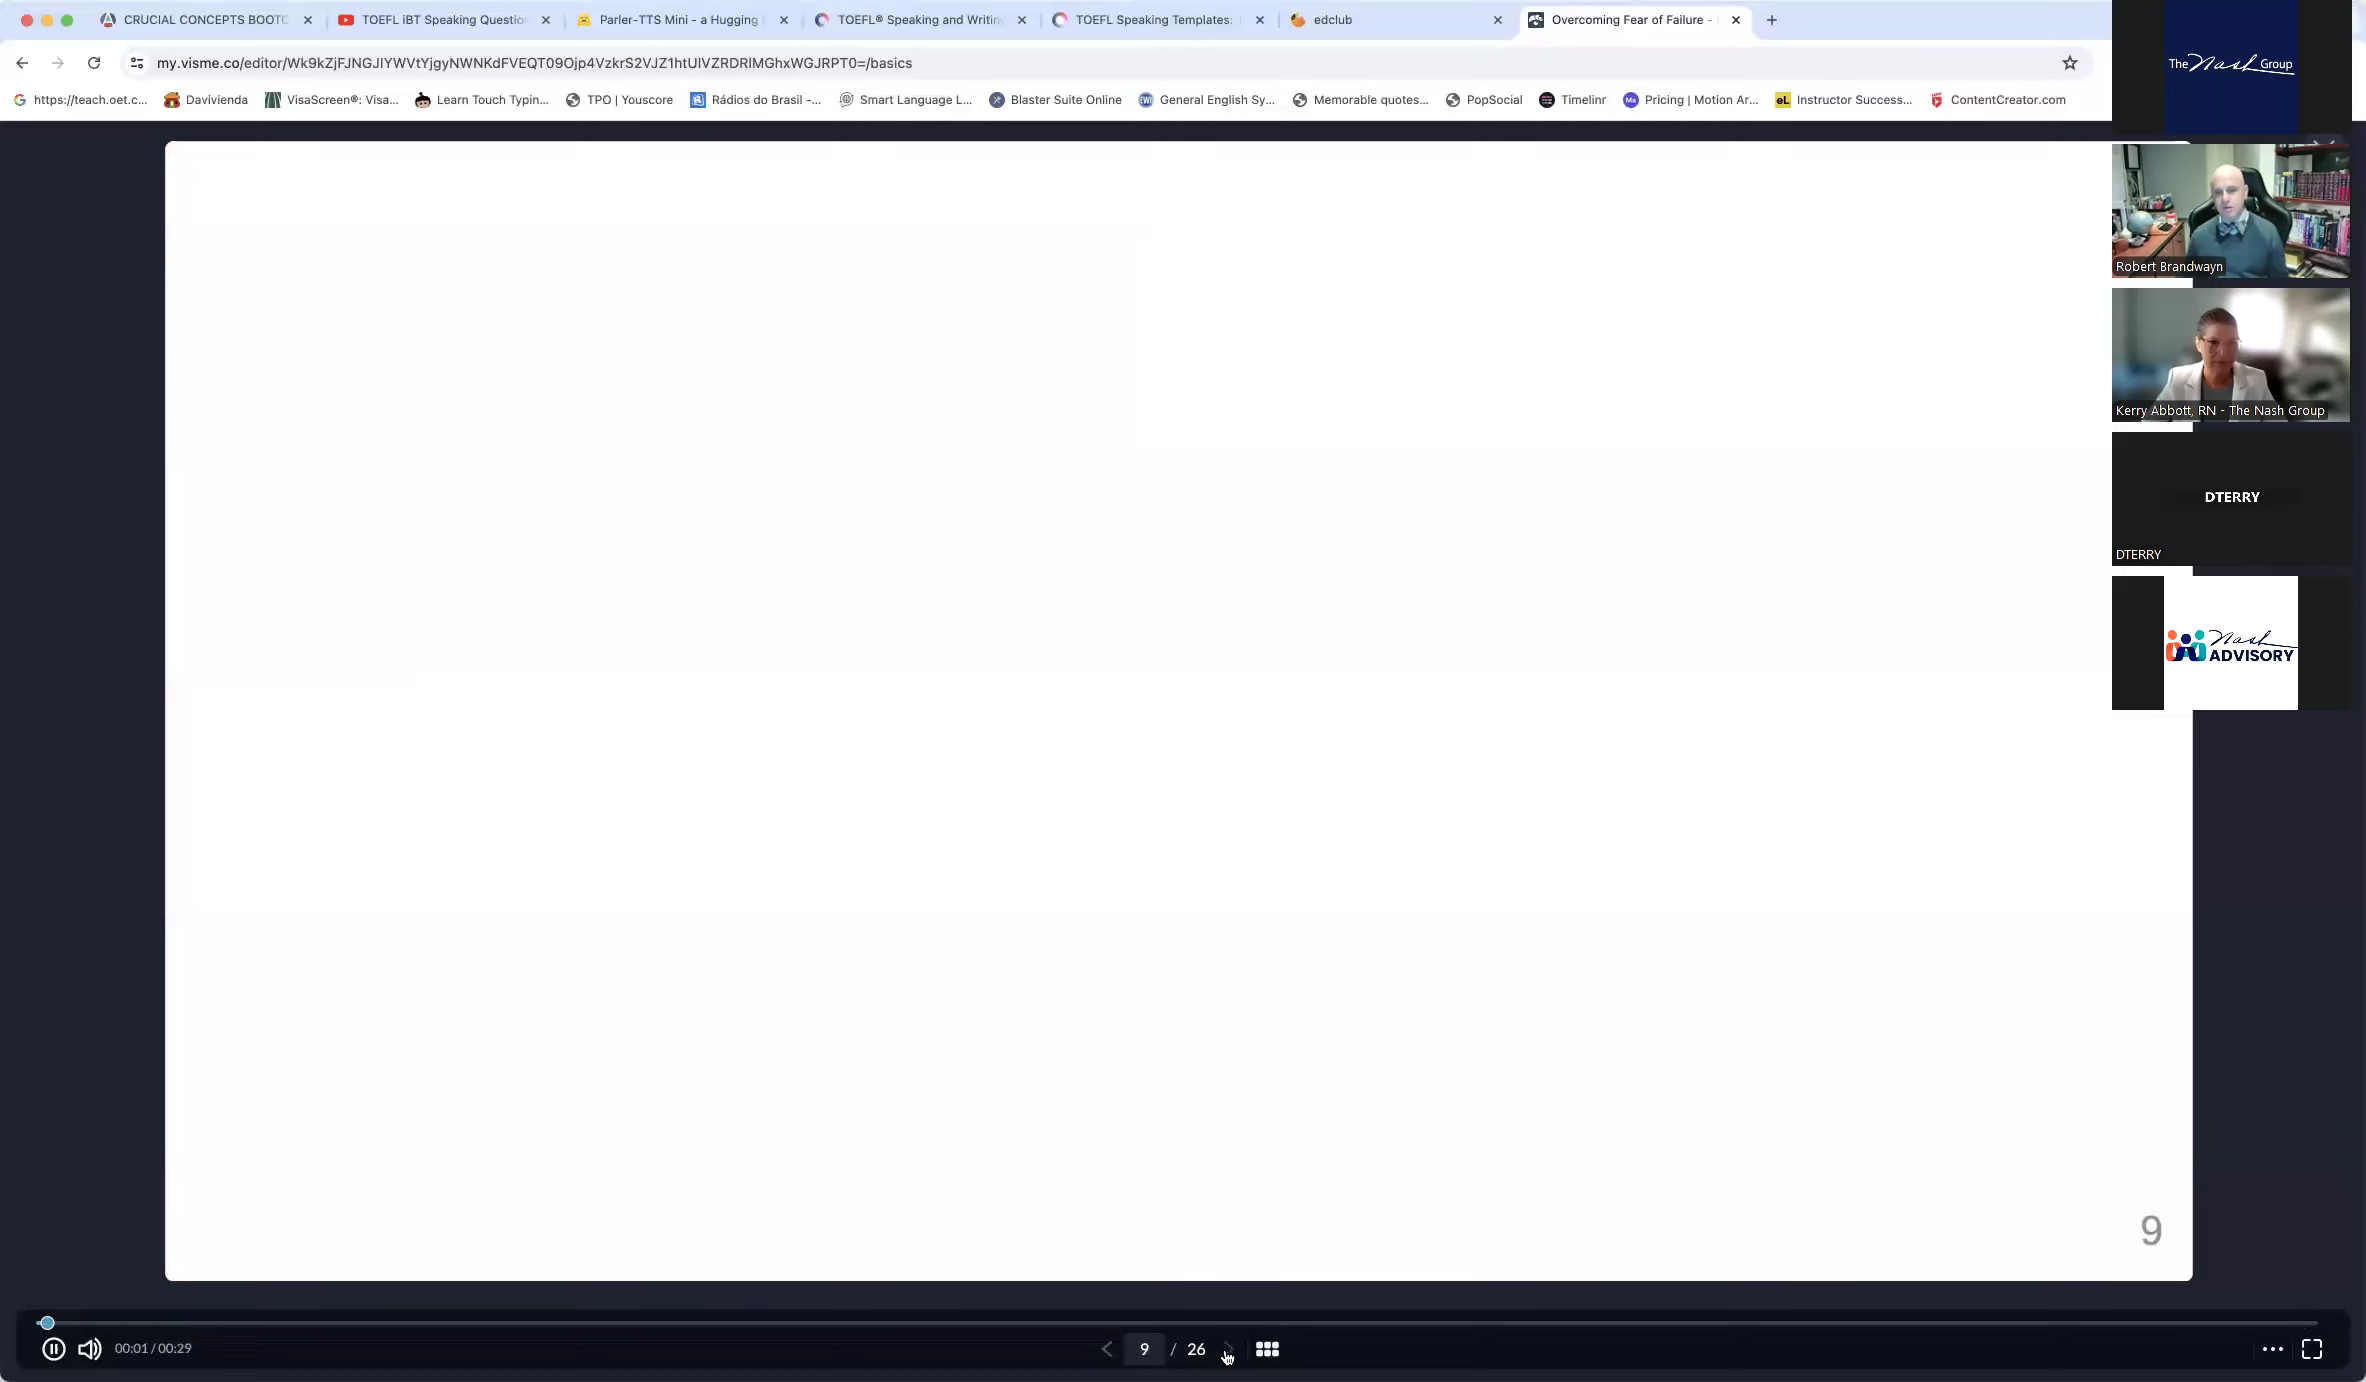 CRUCIAL CONCEPTS BOOTC
TOEFL iBT Speaking Question
Parler-TTS Mini - a Hugging
TOEFL® Speaking and Writin
TOEFL Speaking Templates:
edclub
Overcoming Fear of Failure -
my.visme.co/editor/Wk9kZjFJNGJIYWVtYjgyNWNKdFVEQT09Ojp4VzkrS2VJZ1htUlVZRDRlMGhxWGJRPT0=/basics
https://teach.oet.c...
Davivienda
VisaScreen®: Visa...
Learn Touch Typin...
TPO | Youscore
Rádios do Brasil -...
Smart Language L...
Blaster Suite Online
General English Sy...
Memorable quotes...
PopSocial
Timelinr
Pricing | Motion Ar...
Instructor Success...
ContentCreator.com
The Nash Group
Robert Brandwayn
Kerry Abbott, RN - The Nash Group
DTERRY
DTERRY
Nash
ADVISORY
9
00:01 / 00:29
9 / 26